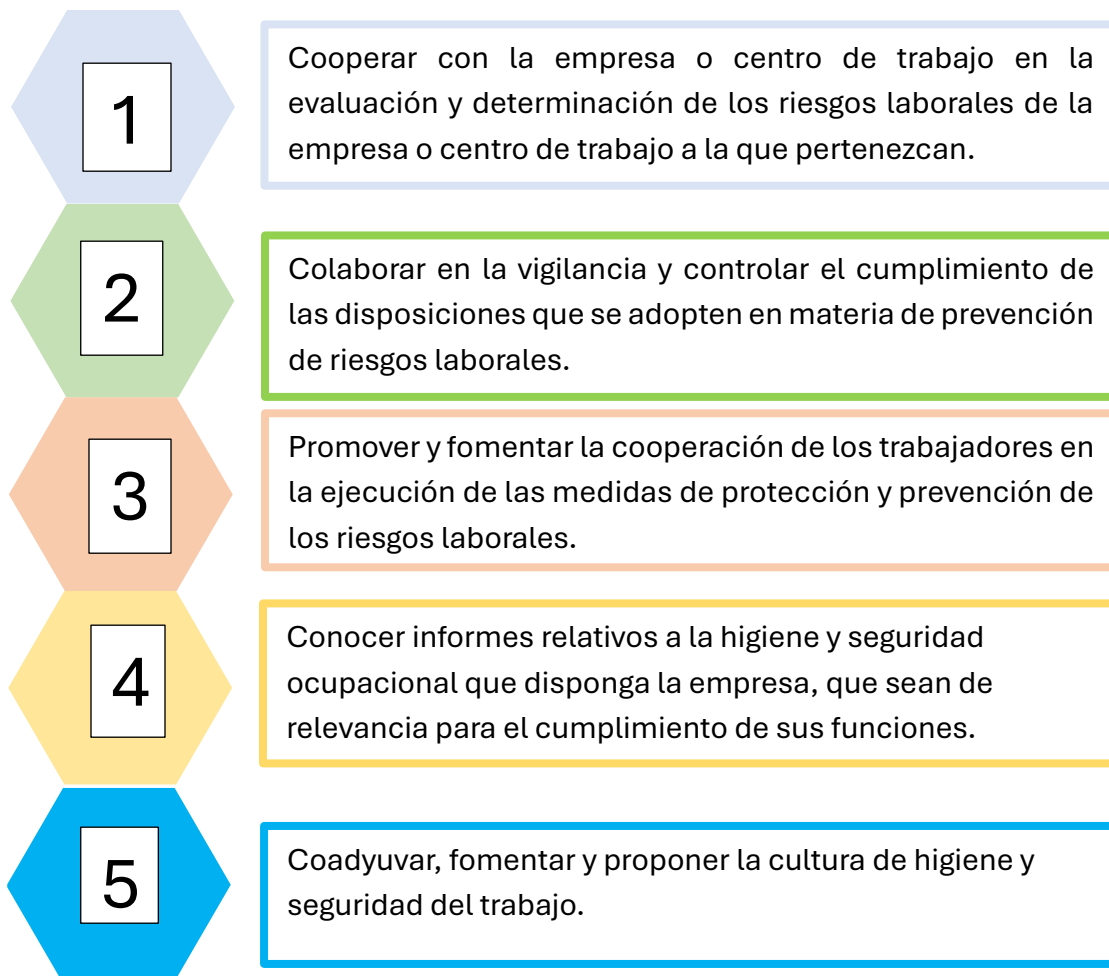 1
Cooperar con la empresa o centro de trabajo en la
evaluación y determinación de los riesgos laborales de la
empresa o centro de trabajo a la que pertenezcan.
2
Colaborar en la vigilancia y controlar el cumplimiento de
las disposiciones que se adopten en materia de prevención
de riesgos laborales.
3
Promover y fomentar la cooperación de los trabajadores en
la ejecución de las medidas de protección y prevención de
los riesgos laborales.
4
Conocer informes relativos a la higiene y seguridad
ocupacional que disponga la empresa, que sean de
relevancia para el cumplimiento de sus funciones.
5
Coadyuvar, fomentar y proponer la cultura de higiene y
seguridad del trabajo.